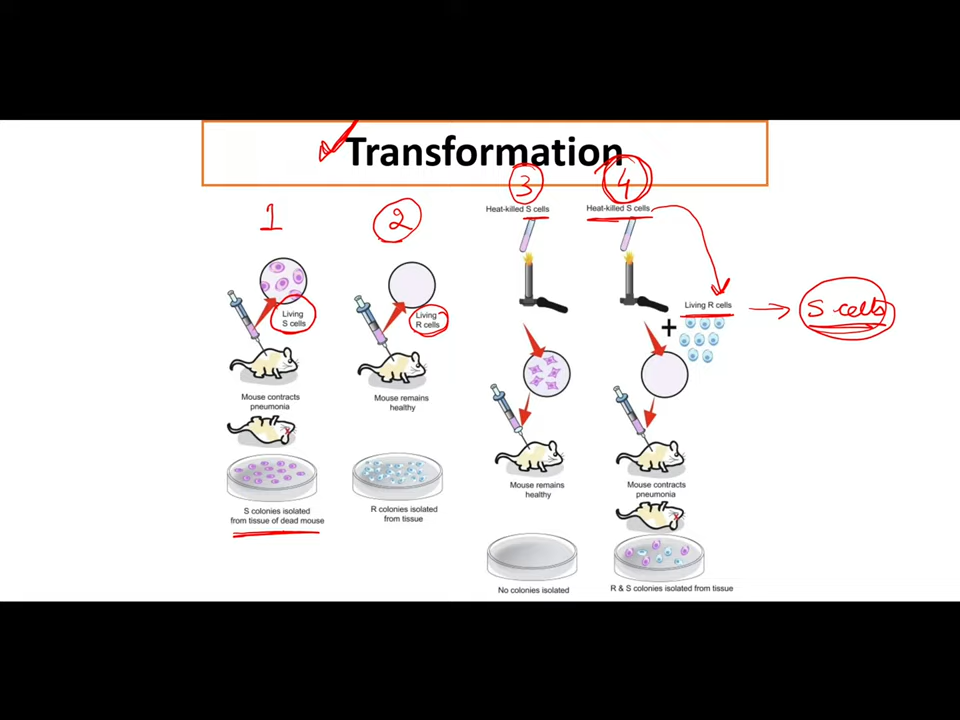 Transformation
1
2
3
4
Heat-killed S cells
Heat-killed S cells
Living
S cells
Living
R cells
Living R cells
S cells
+
Mouse contracts
pneumonia
Mouse remains
healthy
Mouse remains
healthy
Mouse contracts
pneumonia
S colonies isolated
from tissue of dead mouse
R colonies isolated
from tissue
No colonies isolated
R & S colonies isolated from tissue